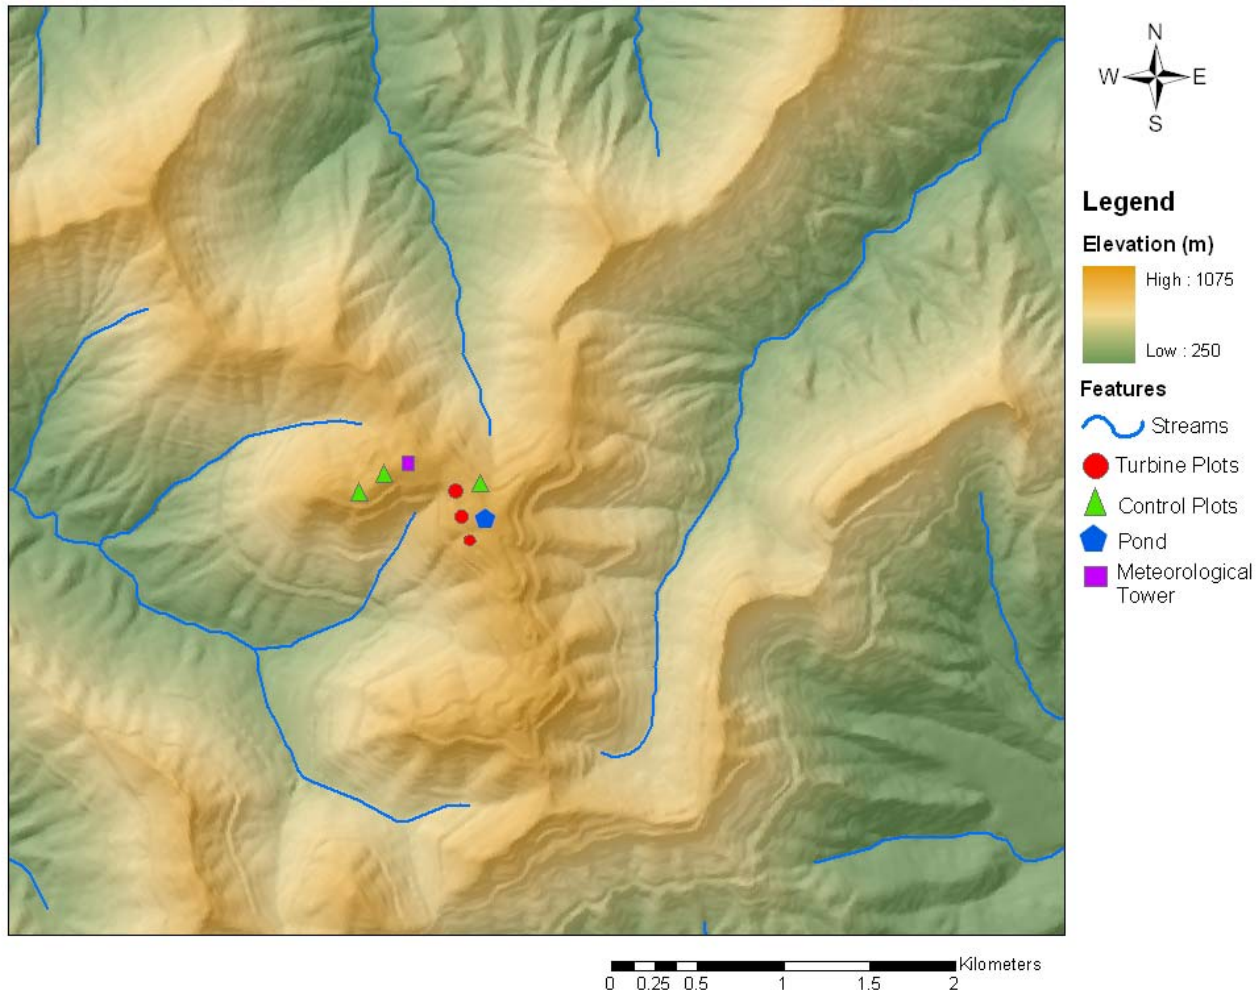 N
W E
S
Legend
Elevation (m)
High : 1075
Low : 250
Features
Streams
Turbine Plots
Control Plots
Pond
Meteorological
Tower
Kilometers
0 0.25 0.5 1 1.5 2